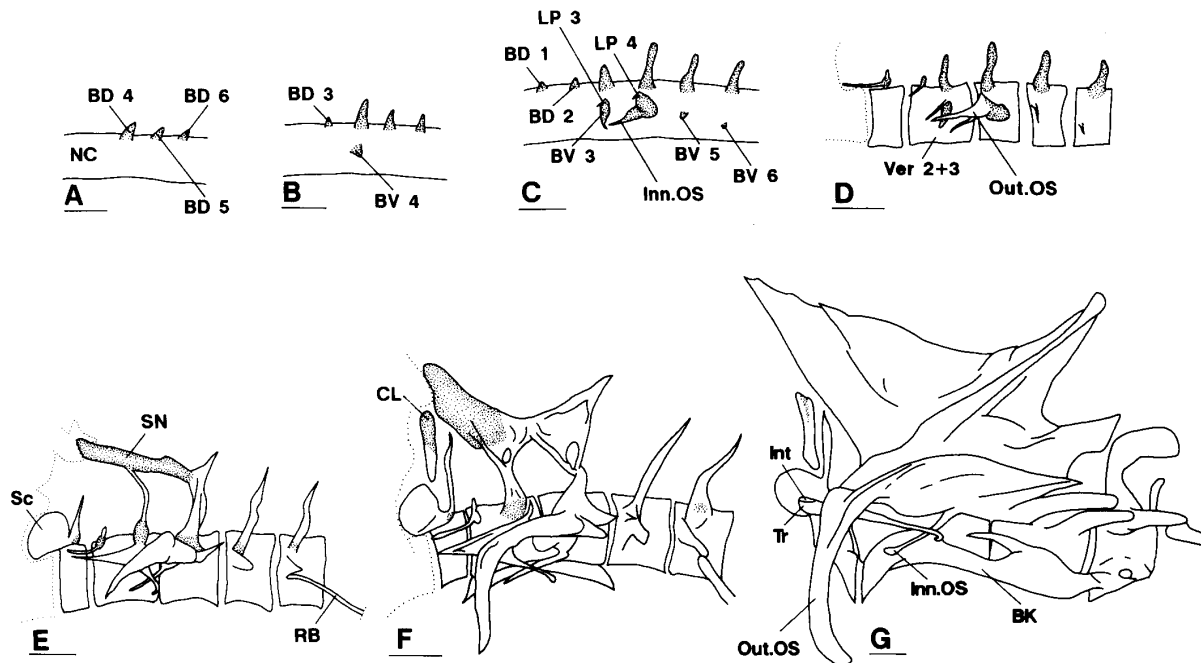 BD 4
BD 6
NC
BD 5
A
BD 3
BV 4
B
LP 3
LP 4
BD 1
BD 2
BV 3
BV 5
BV 6
Inn.OS
C
Ver 2+3
Out.OS
D
SN
Sc
RB
E
CL
F
Int
Tr
Inn.OS
BK
Out.OS
G